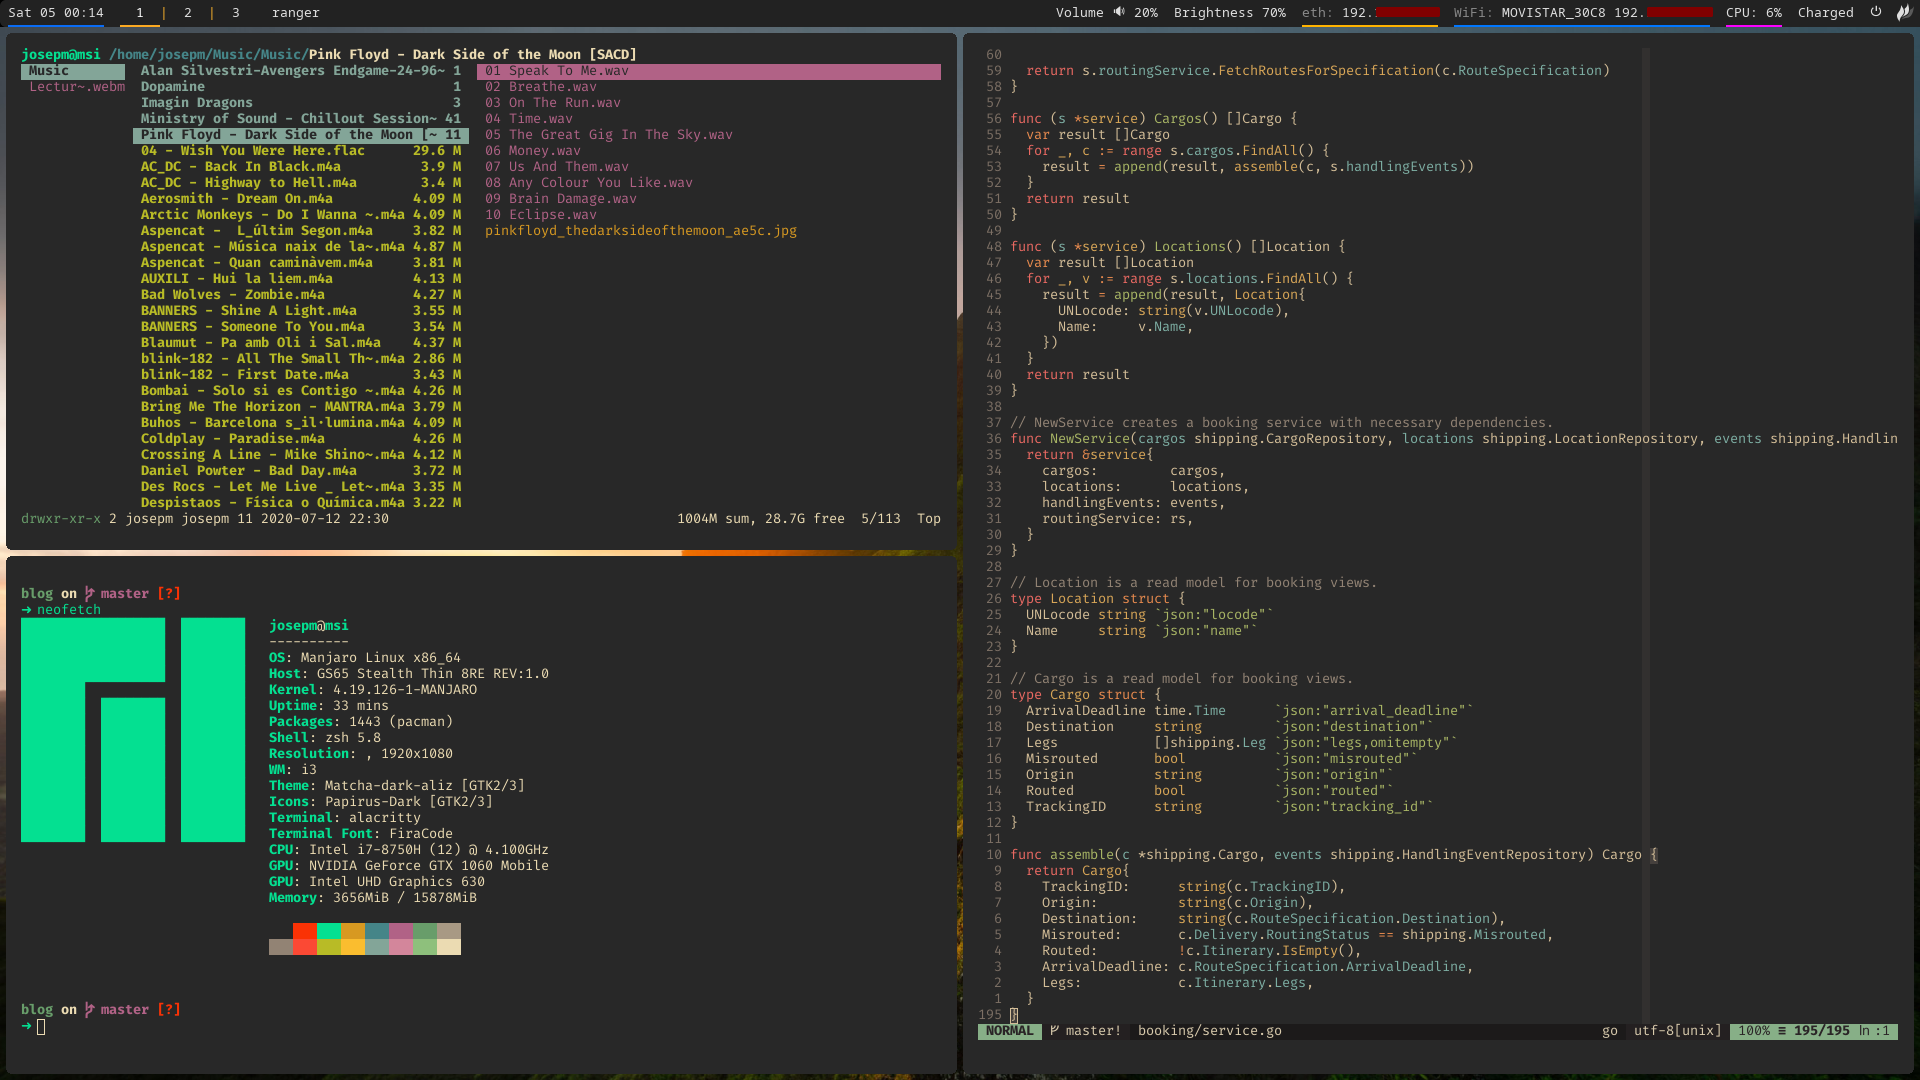 Sat 05 00:14 1 | 2 | 3 ranger Volume 20% Brightness 70% eth: 192. WiFi: MOVISTAR_30C8 192. CPU: 6% Charged
josepm@msi /home/josepm/Music/Music/Pink Floyd - Dark Side of the Moon [SACD]
Music
Lectur~.webm
Alan Silvestri-Avengers Endgame-24-96~ 1
Dopamine 1
Imagin Dragons 3
Ministry of Sound - Chillout Session~ 41
Pink Floyd - Dark Side of the Moon [~ 11
04 - Wish You Were Here.flac 29.6 M
AC_DC - Back In Black.m4a 3.9 M
AC_DC - Highway to Hell.m4a 3.4 M
Aerosmith - Dream On.m4a 4.09 M
Arctic Monkeys - Do I Wanna ~.m4a 4.09 M
Aspencat -  L_últim Segon.m4a 3.82 M
Aspencat - Música naix de la~.m4a 4.87 M
Aspencat - Quan caminàvem.m4a 3.81 M
AUXILI - Hui la liem.m4a 4.13 M
Bad Wolves - Zombie.m4a 4.27 M
BANNERS - Shine A Light.m4a 3.55 M
BANNERS - Someone To You.m4a 3.54 M
Blaumut - Pa amb Oli i Sal.m4a 4.37 M
blink-182 - All The Small Th~.m4a 2.86 M
blink-182 - First Date.m4a 3.43 M
Bombai - Solo si es Contigo ~.m4a 4.26 M
Bring Me The Horizon - MANTRA.m4a 3.79 M
Buhos - Barcelona s_il·lumina.m4a 4.09 M
Coldplay - Paradise.m4a 4.26 M
Crossing A Line - Mike Shino~.m4a 4.12 M
Daniel Powter - Bad Day.m4a 3.72 M
Des Rocs - Let Me Live _ Let~.m4a 3.35 M
Despistaos - Física o Química.m4a 3.22 M
01 Speak To Me.wav
02 Breathe.wav
03 On The Run.wav
04 Time.wav
05 The Great Gig In The Sky.wav
06 Money.wav
07 Us And Them.wav
08 Any Colour You Like.wav
09 Brain Damage.wav
10 Eclipse.wav
pinkfloyd_thedarksideofthemoon_ae5c.jpg
drwxr-xr-x 2 josepm josepm 11 2020-07-12 22:30 1004M sum, 28.7G free 5/113 Top
blog on master [?]
➜ neofetch
josepm@msi
----------
OS: Manjaro Linux x86_64
Host: GS65 Stealth Thin 8RE REV:1.0
Kernel: 4.19.126-1-MANJARO
Uptime: 33 mins
Packages: 1443 (pacman)
Shell: zsh 5.8
Resolution: , 1920x1080
WM: i3
Theme: Matcha-dark-aliz [GTK2/3]
Icons: Papirus-Dark [GTK2/3]
Terminal: alacritty
Terminal Font: FiraCode
CPU: Intel i7-8750H (12) @ 4.100GHz
GPU: NVIDIA GeForce GTX 1060 Mobile
GPU: Intel UHD Graphics 630
Memory: 3656MiB / 15878MiB
blog on master [?]
➜
60
59   return s.routingService.FetchRoutesForSpecification(c.RouteSpecification)
58 }
57
56 func (s *service) Cargos() []Cargo {
55   var result []Cargo
54   for _, c := range s.cargos.FindAll() {
53     result = append(result, assemble(c, s.handlingEvents))
52   }
51   return result
50 }
49
48 func (s *service) Locations() []Location {
47   var result []Location
46   for _, v := range s.locations.FindAll() {
45     result = append(result, Location{
44       UNLocode: string(v.UNLocode),
43       Name:     v.Name,
42     })
41   }
40   return result
39 }
38
37 // NewService creates a booking service with necessary dependencies.
36 func NewService(cargos shipping.CargoRepository, locations shipping.LocationRepository, events shipping.Handlin
35   return &service{
34     cargos:         cargos,
33     locations:      locations,
32     handlingEvents: events,
31     routingService: rs,
30   }
29 }
28
27 // Location is a read model for booking views.
26 type Location struct {
25   UNLocode string `json:"locode"`
24   Name     string `json:"name"`
23 }
22
21 // Cargo is a read model for booking views.
20 type Cargo struct {
19   ArrivalDeadline time.Time      `json:"arrival_deadline"`
18   Destination     string         `json:"destination"`
17   Legs            []shipping.Leg `json:"legs,omitempty"`
16   Misrouted       bool           `json:"misrouted"`
15   Origin          string         `json:"origin"`
14   Routed          bool           `json:"routed"`
13   TrackingID      string         `json:"tracking_id"`
12 }
11
10 func assemble(c *shipping.Cargo, events shipping.HandlingEventRepository) Cargo {
9   return Cargo{
8     TrackingID:      string(c.TrackingID),
7     Origin:          string(c.Origin),
6     Destination:     string(c.RouteSpecification.Destination),
5     Misrouted:       c.Delivery.RoutingStatus == shipping.Misrouted,
4     Routed:          !c.Itinerary.IsEmpty(),
3     ArrivalDeadline: c.RouteSpecification.ArrivalDeadline,
2     Legs:            c.Itinerary.Legs,
1   }
195 }
NORMAL master! booking/service.go go utf-8[unix] 100% ≡ 195/195 ln :1